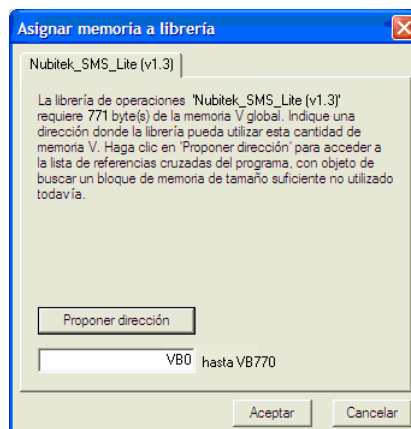 Asignar memoria a librería
Nubitek_SMS_Lite (v1.3)
La librería de operaciones 'Nubitek_SMS_Lite (v1.3)'
requiere 771 byte(s) de la memoria V global. Indique una
dirección donde la librería pueda utilizar esta cantidad de
memoria V. Haga clic en 'Proponer dirección' para acceder a
la lista de referencias cruzadas del programa, con objeto de
buscar un bloque de memoria de tamaño suficiente no utilizado
todavía.
Proponer dirección
VB0 hasta VB770
Aceptar Cancelar